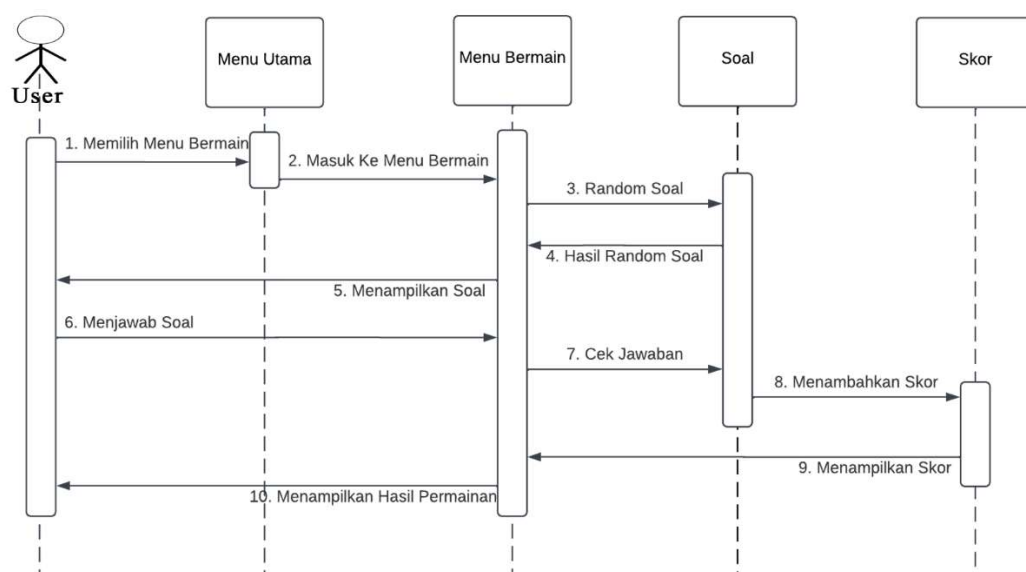 User
Menu Utama
Menu Bermain
Soal
Skor
1. Memilih Menu Bermain
2. Masuk Ke Menu Bermain
3. Random Soal
4. Hasil Random Soal
5. Menampilkan Soal
6. Menjawab Soal
7. Cek Jawaban
8. Menambahkan Skor
9. Menampilkan Skor
10. Menampilkan Hasil Permainan